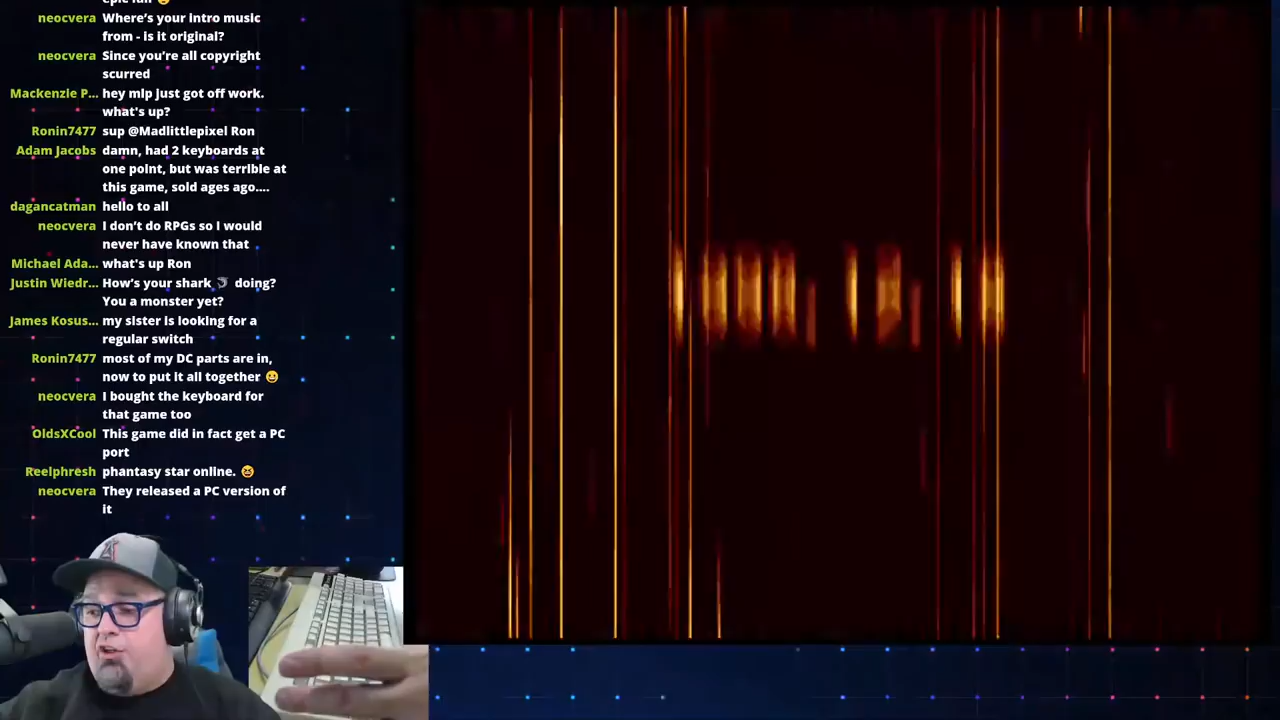 epic fail 😤
neocvera Where's your intro music
from - is it original?
neocvera Since you're all copyright
scurred
Mackenzie P... hey mlp just got off work.
what's up?
Ronin7477 sup @Madlittlepixel Ron
Adam Jacobs damn, had 2 keyboards at
one point, but was terrible at
this game, sold ages ago....
dagancatman hello to all
neocvera I don't do RPGs so I would
never have known that
Michael Ada... what's up Ron
Justin Wiedr... How's your shark 🦈 doing?
You a monster yet?
James Kosus... my sister is looking for a
regular switch
Ronin7477 most of my DC parts are in,
now to put it all together 😀
neocvera I bought the keyboard for
that game too
OldsXCool This game did in fact get a PC
port
Reelphresh phantasy star online. 😆
neocvera They released a PC version of
it